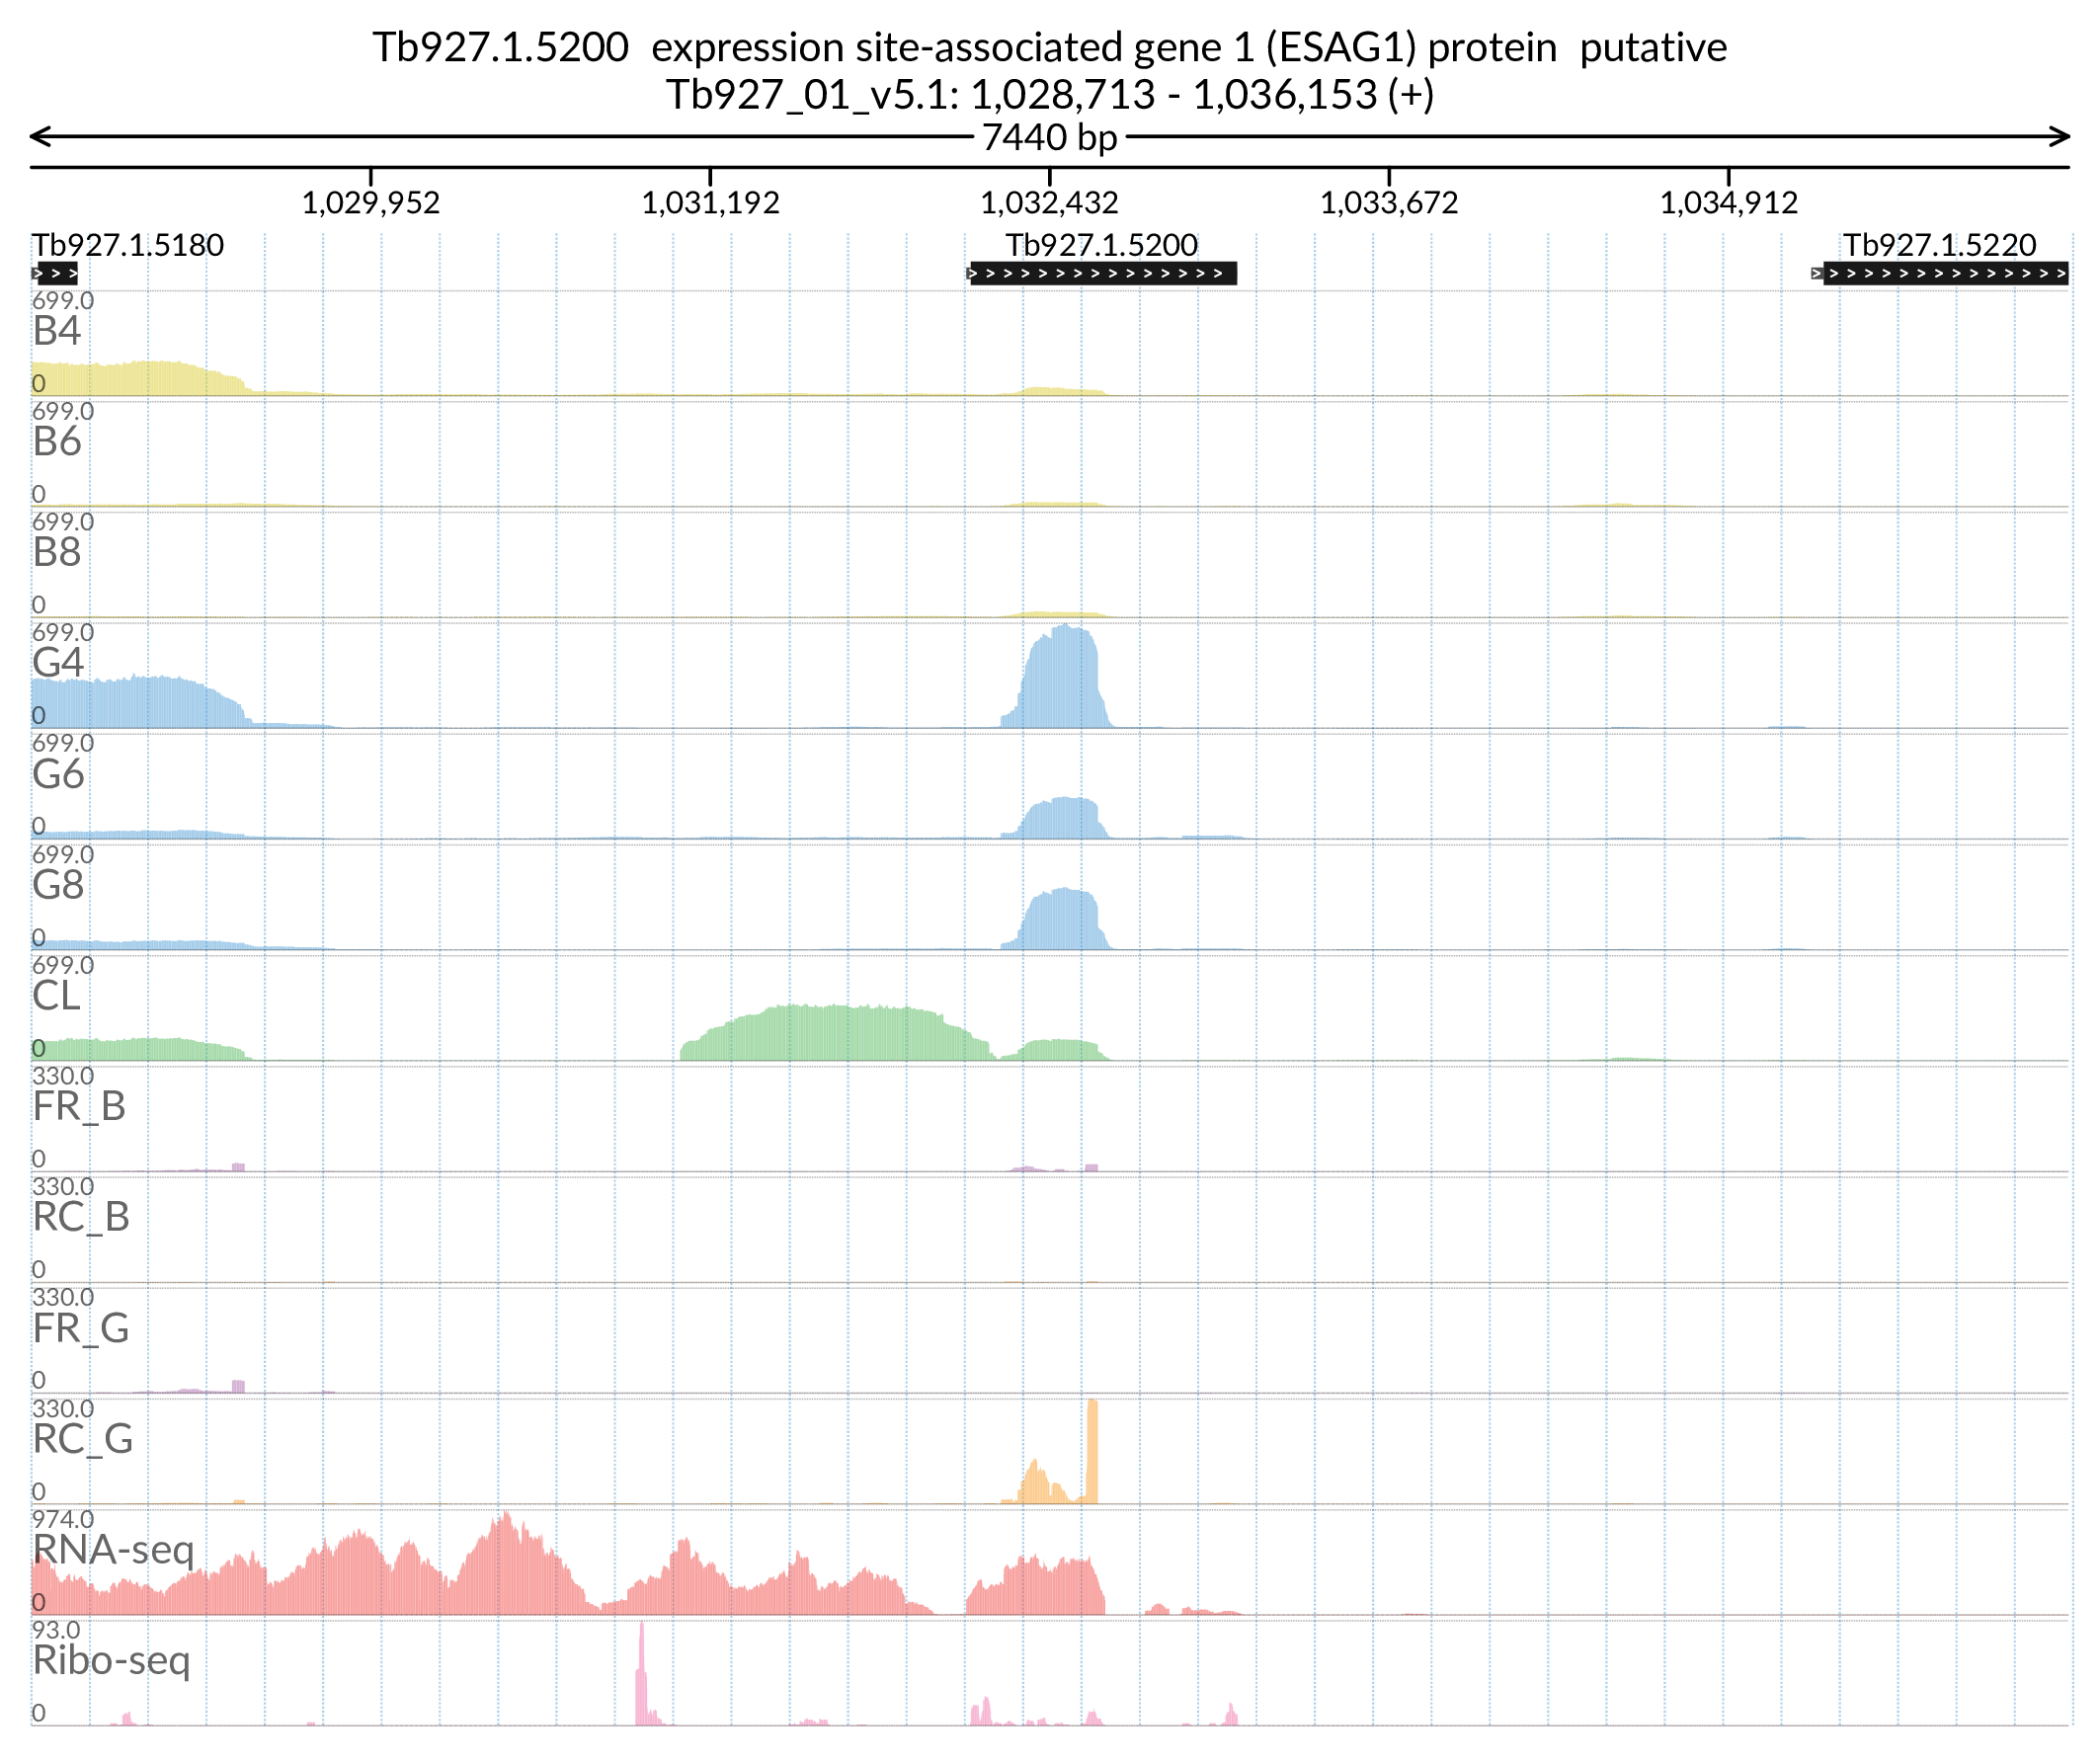 Tb927.1.5200  expression site-associated gene 1 (ESAG1) protein  putative
Tb927_01_v5.1: 1,028,713 - 1,036,153 (+)
7440 bp
1,029,952 1,031,192 1,032,432 1,033,672 1,034,912
Tb927.1.5180 Tb927.1.5200 Tb927.1.5220
699.0
B4
0
699.0
B6
0
699.0
B8
0
699.0
G4
0
699.0
G6
0
699.0
G8
0
699.0
CL
0
330.0
FR_B
0
330.0
RC_B
0
330.0
FR_G
0
330.0
RC_G
0
974.0
RNA-seq
0
93.0
Ribo-seq
0